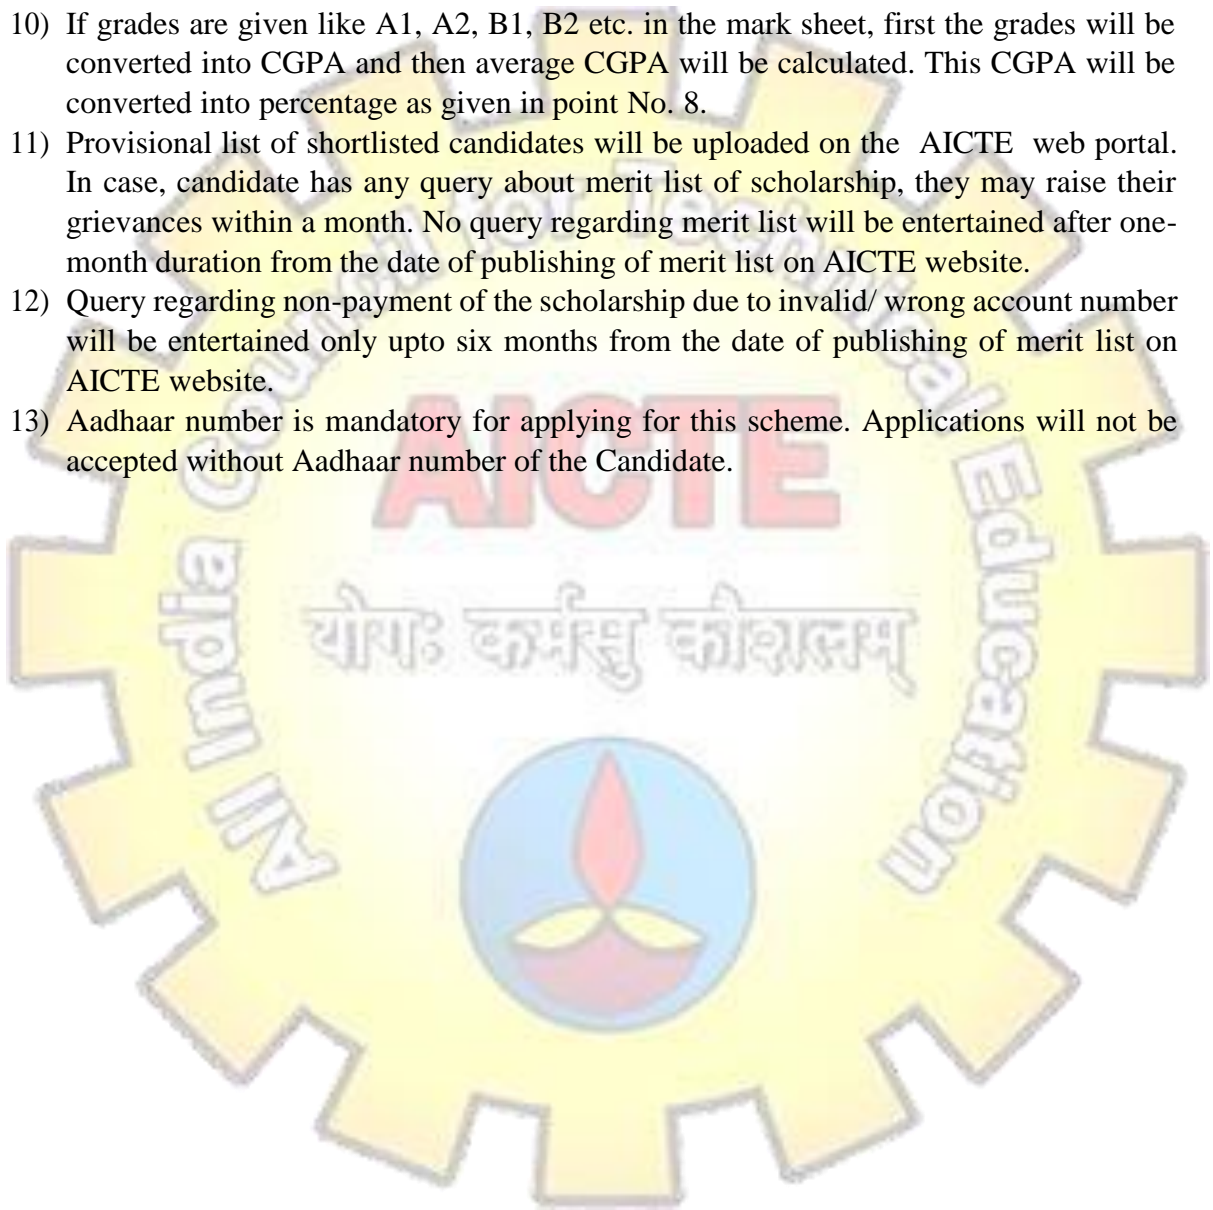 10) If grades are given like A1, A2, B1, B2 etc. in the mark sheet, first the grades will be
converted into CGPA and then average CGPA will be calculated. This CGPA will be
converted into percentage as given in point No. 8.
11) Provisional list of shortlisted candidates will be uploaded on the AICTE web portal.
In case, candidate has any query about merit list of scholarship, they may raise their
grievances within a month. No query regarding merit list will be entertained after one-
month duration from the date of publishing of merit list on AICTE website.
12) Query regarding non-payment of the scholarship due to invalid/ wrong account number
will be entertained only upto six months from the date of publishing of merit list on
AICTE website.
13) Aadhaar number is mandatory for applying for this scheme. Applications will not be
accepted without Aadhaar number of the Candidate.
All India Council for Technical Education
AICTE
योगः कर्मसु कौशलम्